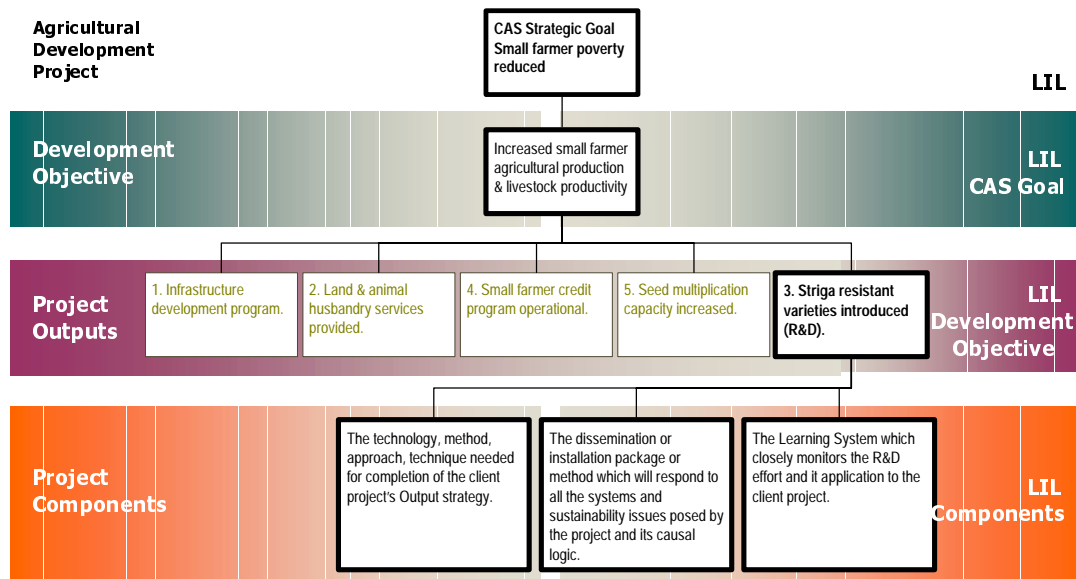 Agricultural
Development
Project
CAS Strategic Goal
Small farmer poverty
reduced
LIL
Development
Objective
Increased small farmer
agricultural production
& livestock productivity
LIL
CAS Goal
Project
Outputs
1. Infrastructure
development program.
2. Land & animal
husbandry services
provided.
4. Small farmer credit
program operational.
5. Seed multiplication
capacity increased.
3. Striga resistant
varieties introduced
(R&D).
LIL
Development
Objective
Project
Components
The technology, method,
approach, technique needed
for completion of the client
project's Output strategy.
The dissemination or
installation package or
method which will respond to
all the systems and
sustainability issues posed by
the project and its causal
logic.
The Learning System which
closely monitors the R&D
effort and it application to the
client project.
LIL
Components